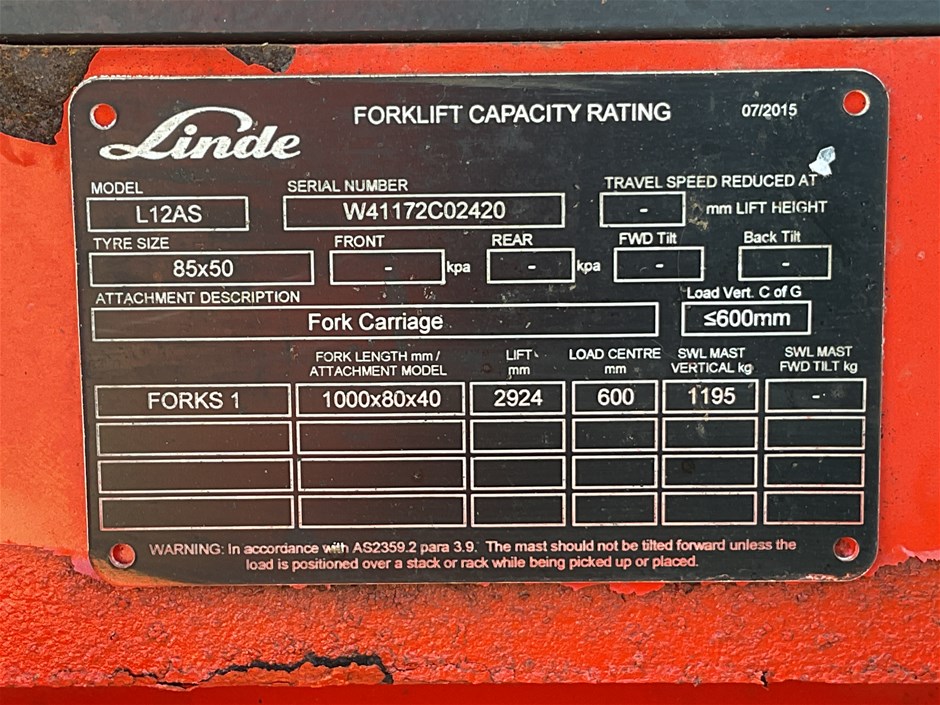 Linde
FORKLIFT CAPACITY RATING
07/2015
MODEL
SERIAL NUMBER
TRAVEL SPEED REDUCED AT
L12AS
W41172C02420
- mm LIFT HEIGHT
TYRE SIZE
FRONT
REAR
FWD Tilt
Back Tilt
85x50
- kpa
- kpa
-
-
ATTACHMENT DESCRIPTION
Load Vert. C of G
Fork Carriage
≤600mm
FORK LENGTH mm /
ATTACHMENT MODEL
LIFT
mm
LOAD CENTRE
mm
SWL MAST
VERTICAL kg
SWL MAST
FWD TILT kg
FORKS 1
1000x80x40
2924
600
1195
-
WARNING: In accordance with AS2359.2 para 3.9. The mast should not be tilted forward unless the
load is positioned over a stack or rack while being picked up or placed.